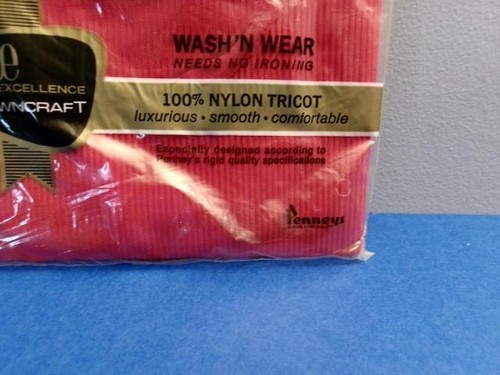 WASH'N WEAR
NEEDS NO IRONING
æ
EXCELLENCE
WNCRAFT
100% NYLON TRICOT
luxurious • smooth • comfortable
Especially designed according to
Penney's rigid quality specifications
Penneys